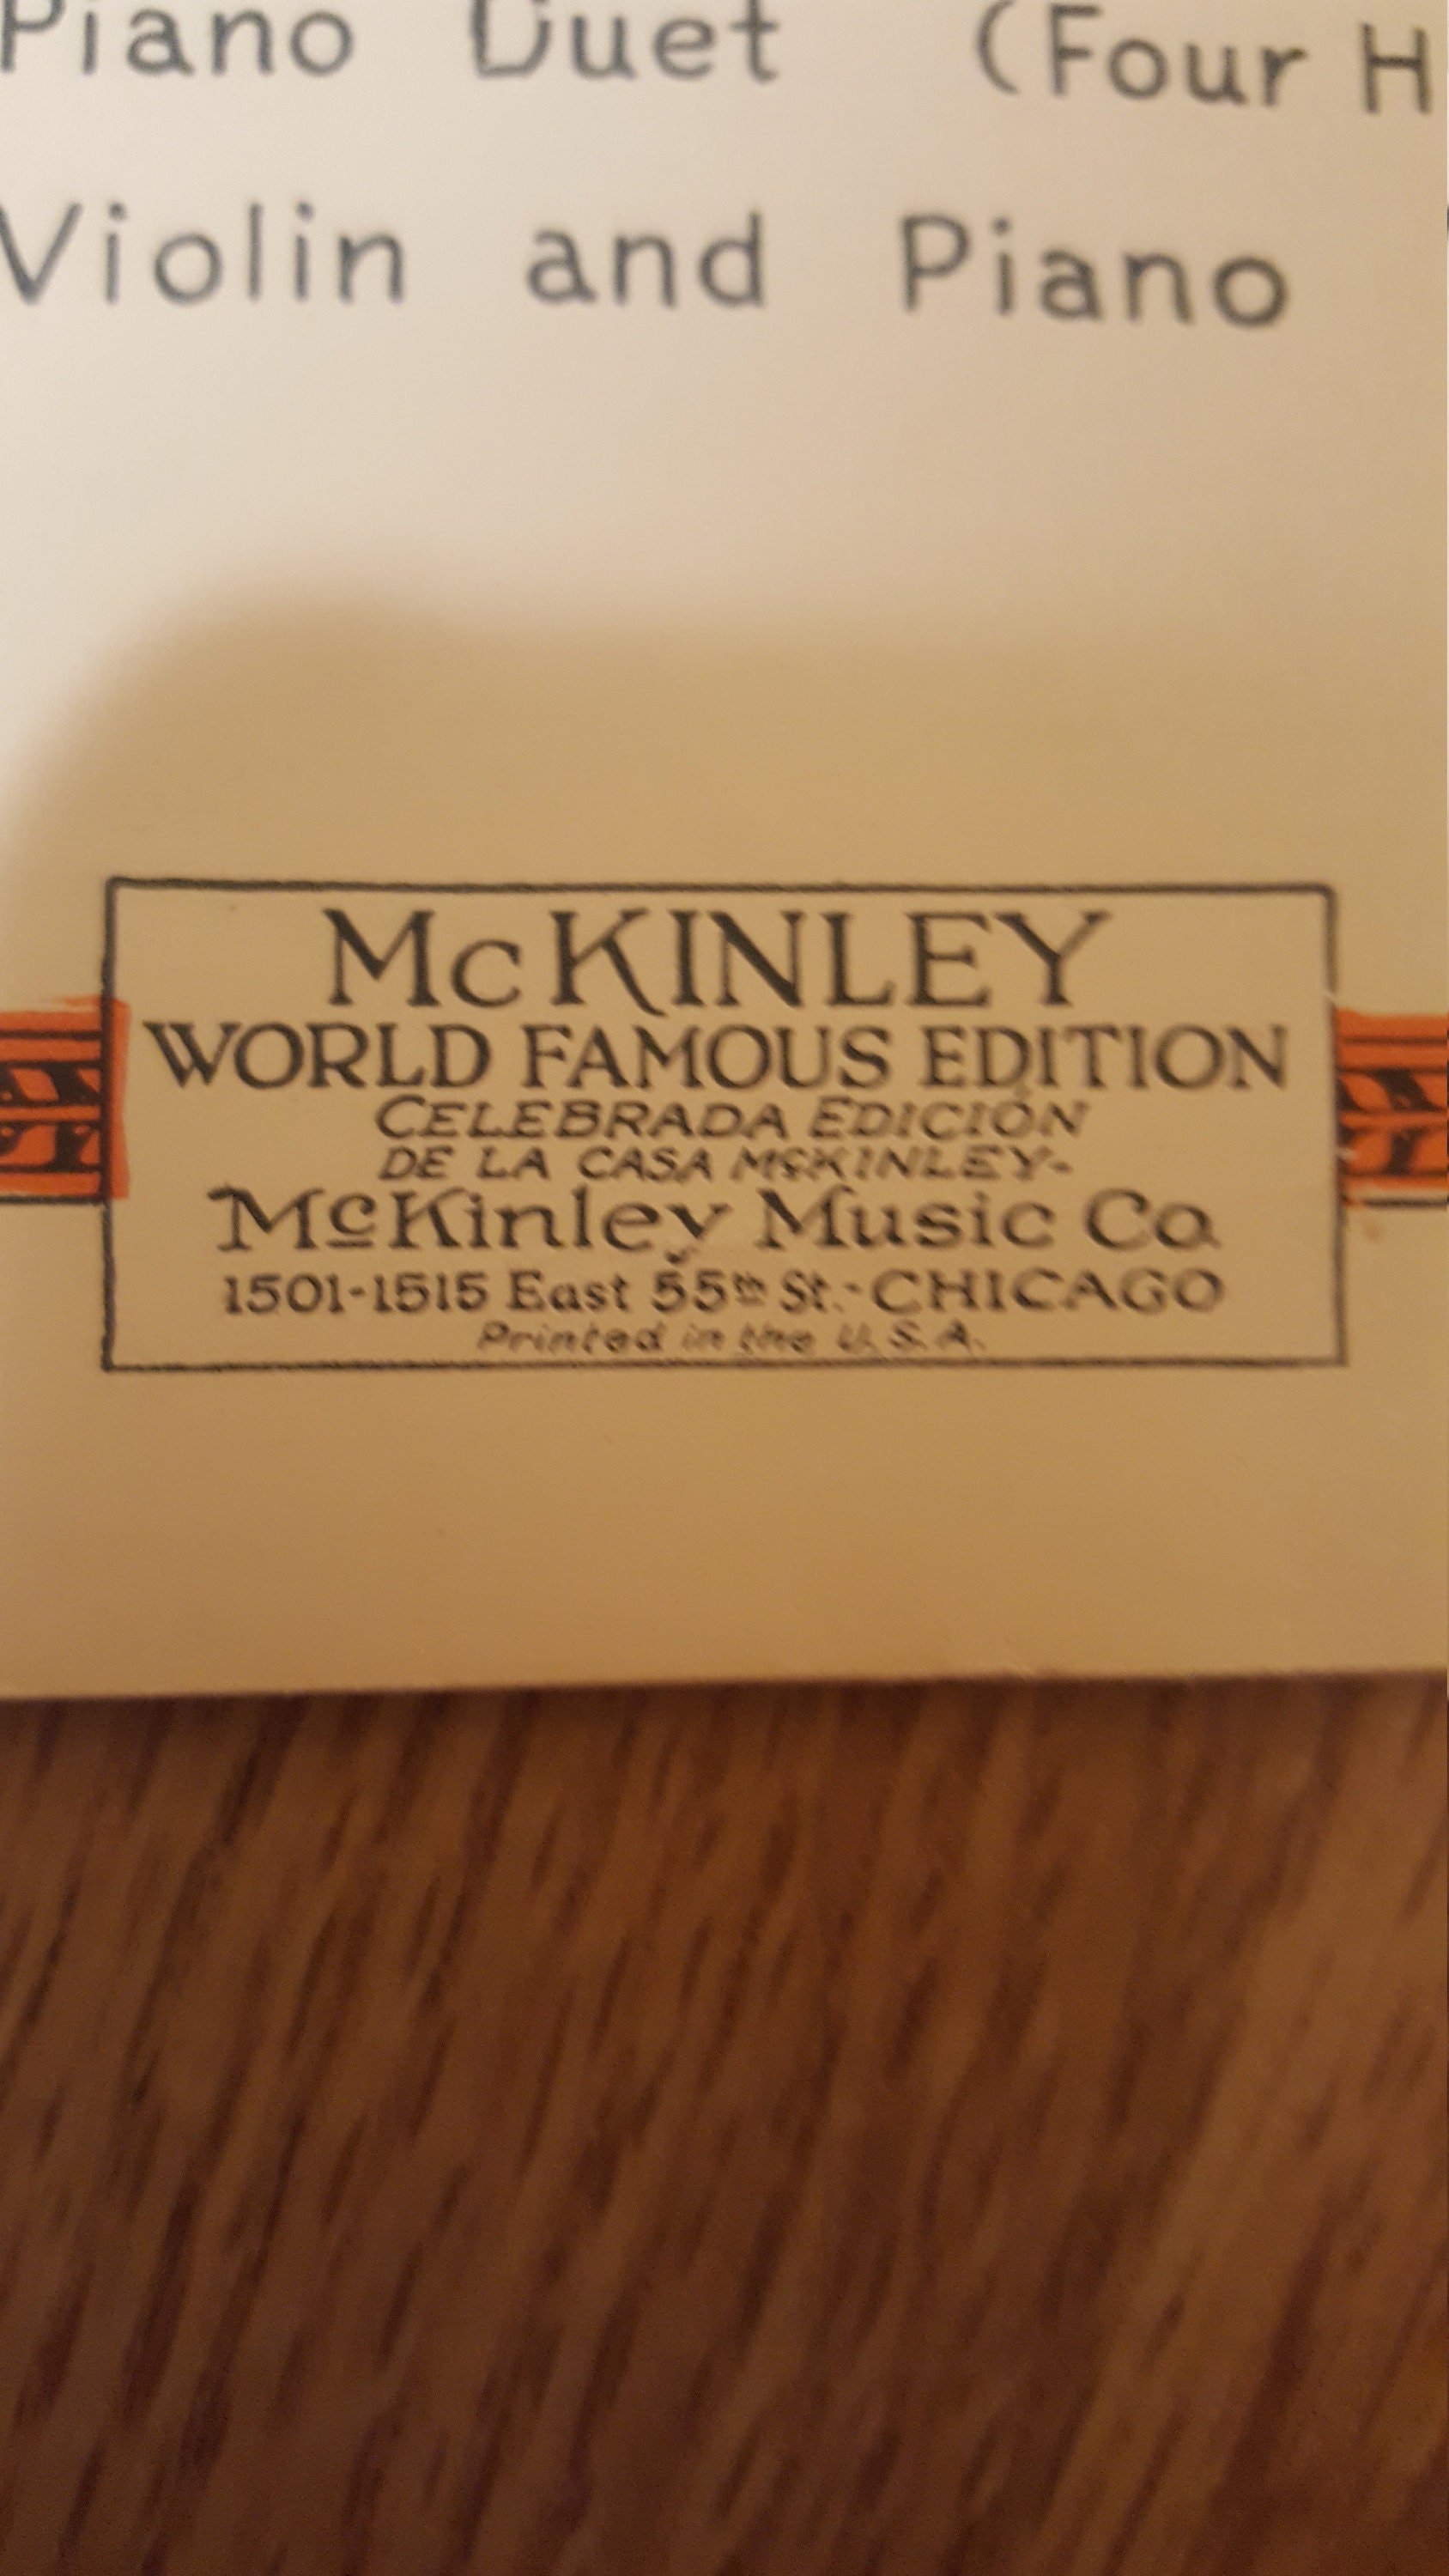 Piano Duet (Four H
Violin and Piano
McKINLEY
WORLD FAMOUS EDITION
CELEBRADA EDICIÓN
DE LA CASA McKINLEY-
McKinley Music Co
1501-1515 East 55th St.-CHICAGO
Printed in the U.S.A.